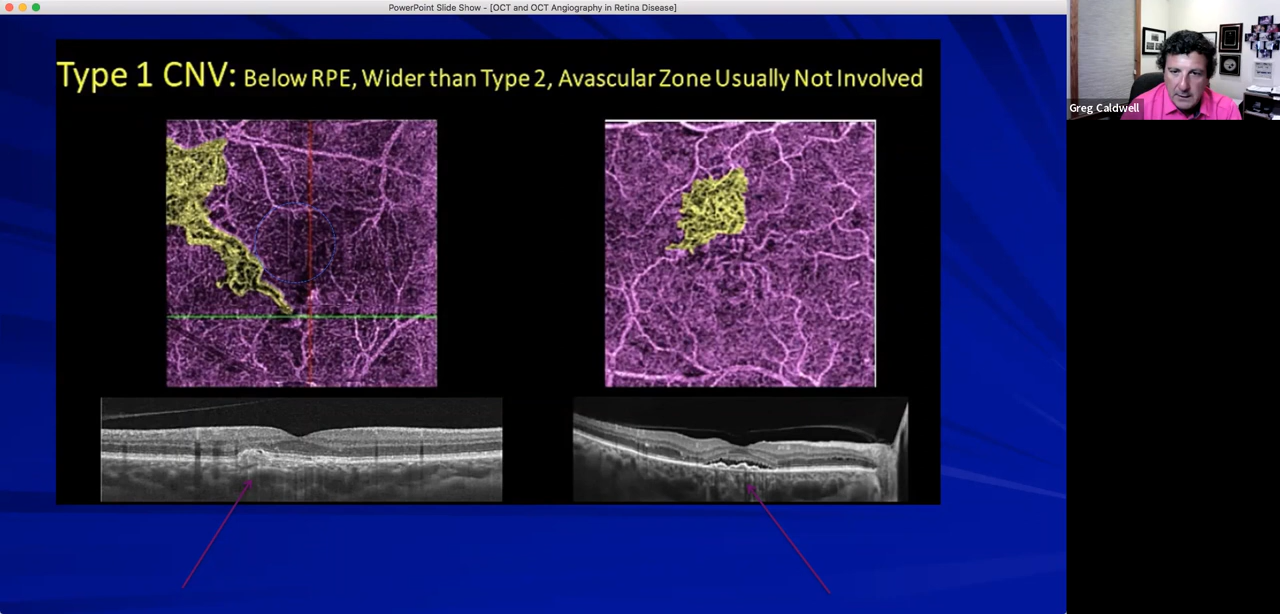 PowerPoint Slide Show - [OCT and OCT Angiography in Retina Disease]
Type 1 CNV: Below RPE, Wider than Type 2, Avascular Zone Usually Not Involved
Greg Caldwell